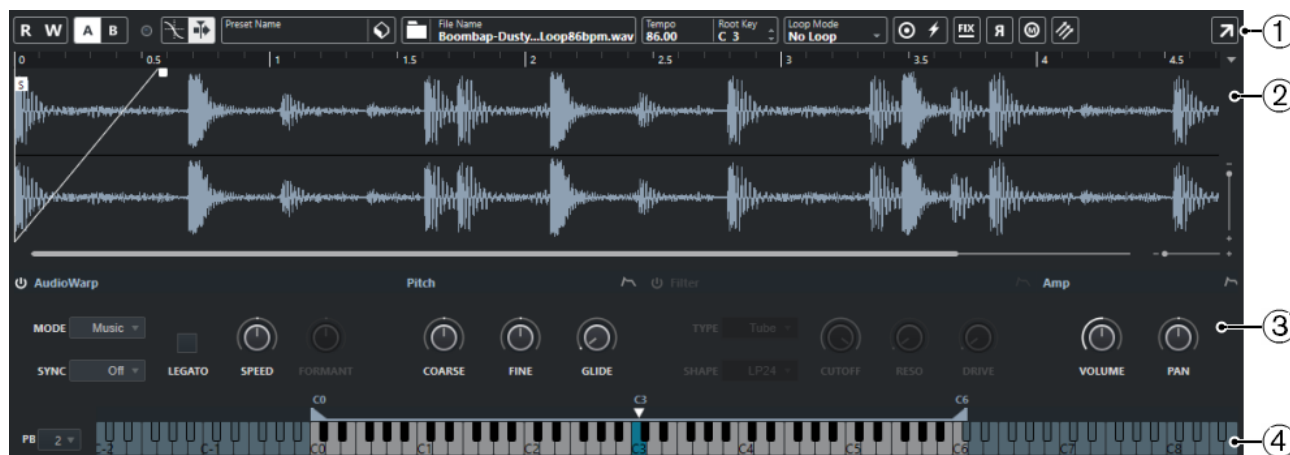 R W A B Preset Name File Name Tempo Root Key Loop Mode
Boombap-Dusty...Loop86bpm.wav 86.00 C 3 No Loop FIX R M 1
0 0.5 1 1.5 2 2.5 3 3.5 4 4.5
S 2
AudioWarp Pitch Filter Amp
MODE Music TYPE Tube 3
SYNC Off LEGATO SPEED FORMANT COARSE FINE GLIDE SHAPE LP24 CUTOFF RESO DRIVE VOLUME PAN
C0 C3 C6
PB 2 C-2 C-1 C0 C1 C2 C3 C4 C5 C6 C7 C8 4